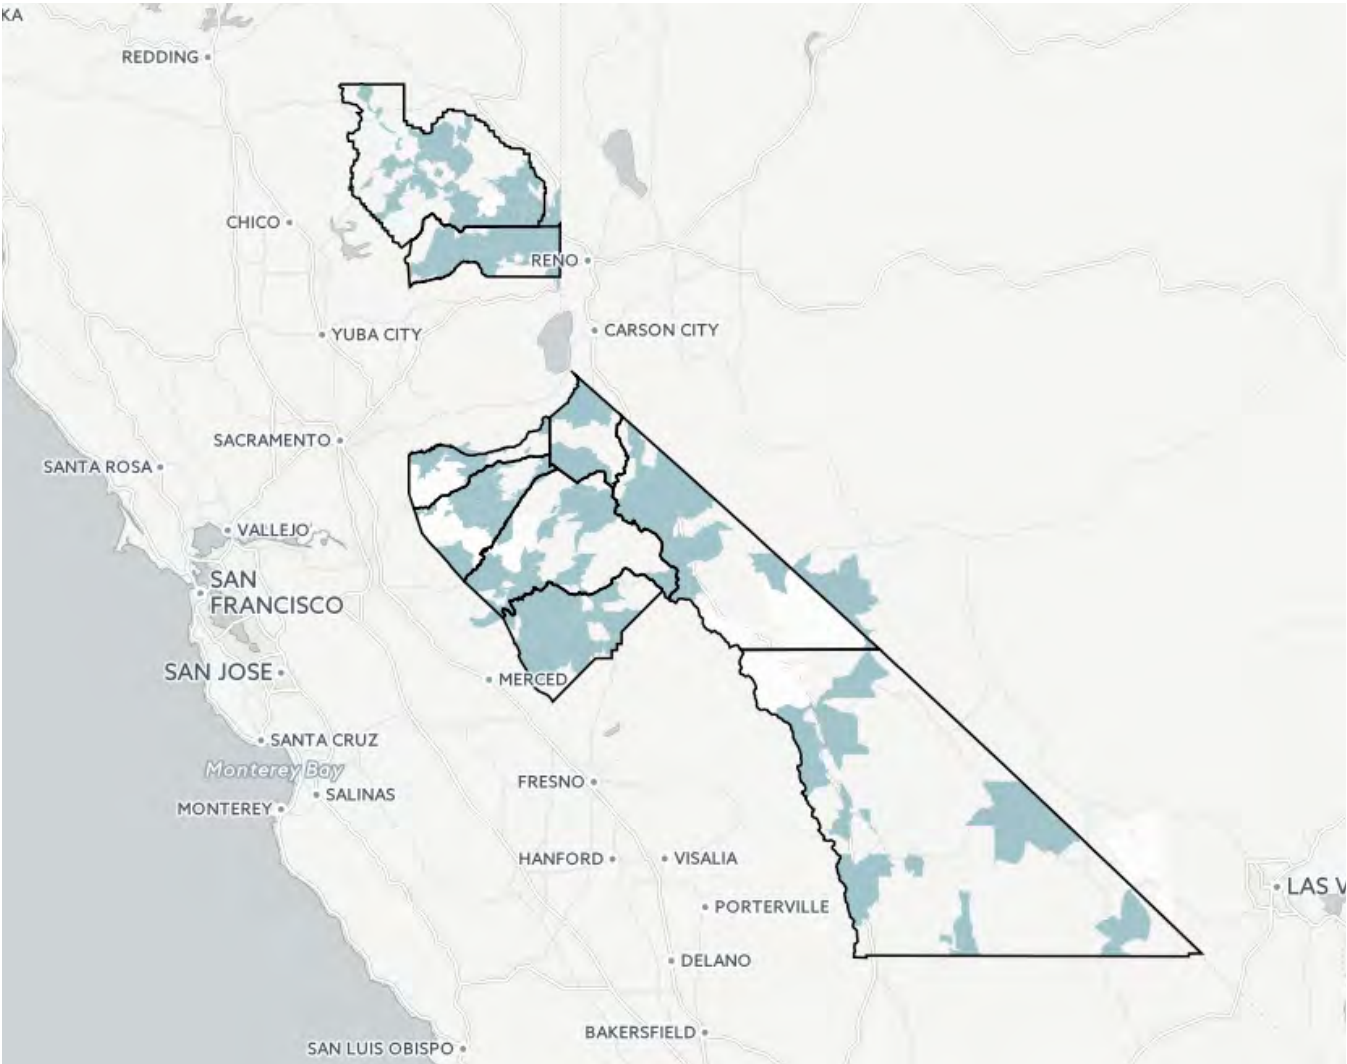 KA
REDDING
CHICO
RENO
YUBA CITY
CARSON CITY
SACRAMENTO
SANTA ROSA
VALLEJO
SAN
FRANCISCO
SAN JOSE
MERCED
SANTA CRUZ
Monterey Bay
FRESNO
SALINAS
MONTEREY
HANFORD
VISALIA
LAS V
PORTERVILLE
DELANO
BAKERSFIELD
SAN LUIS OBISPO